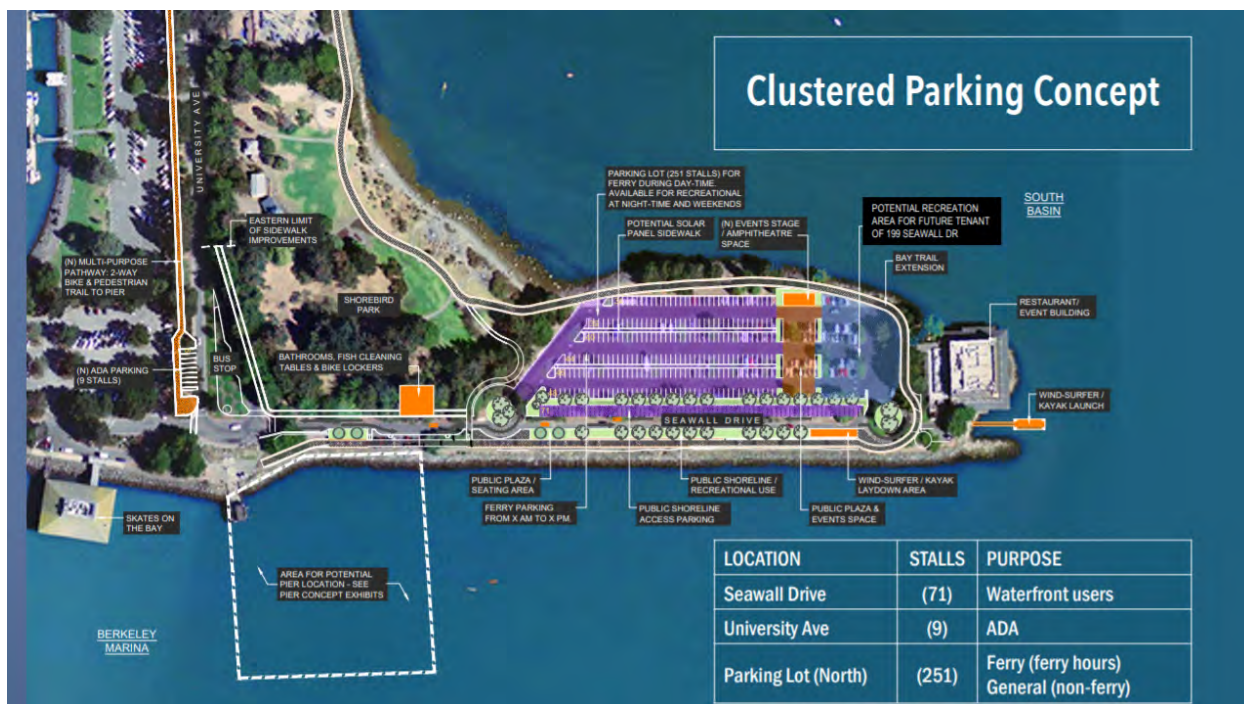 Clustered Parking Concept
UNIVERSITY AVE
PARKING LOT (251 STALLS) FOR
FERRY DURING DAY-TIME.
AVAILABLE FOR RECREATIONAL
AT NIGHT-TIME AND WEEKENDS
POTENTIAL SOLAR
PANEL SIDEWALK
(N) EVENTS STAGE
/ AMPHITHEATRE
SPACE
POTENTIAL RECREATION
AREA FOR FUTURE TENANT
OF 199 SEAWALL DR
SOUTH
BASIN
EASTERN LIMIT
OF SIDEWALK
IMPROVEMENTS
(N) MULTI-PURPOSE
PATHWAY: 2-WAY
BIKE & PEDESTRIAN
TRAIL TO PIER
BAY TRAIL
EXTENSION
SHOREBIRD
PARK
RESTAURANT/
EVENT BUILDING
BUS
STOP
BATHROOMS, FISH CLEANING
TABLES & BIKE LOCKERS
(N) ADA PARKING
(9 STALLS)
WIND-SURFER /
KAYAK LAUNCH
SEAWALL DRIVE
PUBLIC PLAZA /
SEATING AREA
FERRY PARKING
FROM X AM TO X PM.
PUBLIC SHORELINE /
RECREATIONAL USE
PUBLIC SHORELINE
ACCESS PARKING
WIND-SURFER / KAYAK
LAYDOWN AREA
PUBLIC PLAZA &
EVENTS SPACE
SKATES ON
THE BAY
AREA FOR POTENTIAL
PIER LOCATION - SEE
PIER CONCEPT EXHIBITS
BERKELEY
MARINA
LOCATION STALLS PURPOSE
Seawall Drive (71) Waterfront users
University Ave (9) ADA
Parking Lot (North) (251) Ferry (ferry hours)
General (non-ferry)